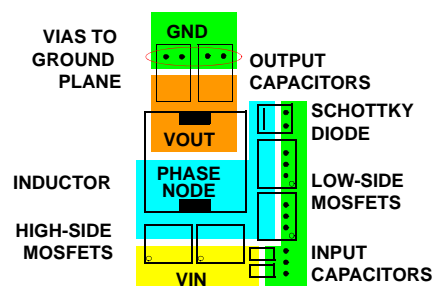 VIAS TO
GROUND
PLANE
GND
OUTPUT
CAPACITORS
SCHOTTKY
DIODE
VOUT
INDUCTOR
PHASE
NODE
LOW-SIDE
MOSFETS
HIGH-SIDE
MOSFETS
VIN
INPUT
CAPACITORS